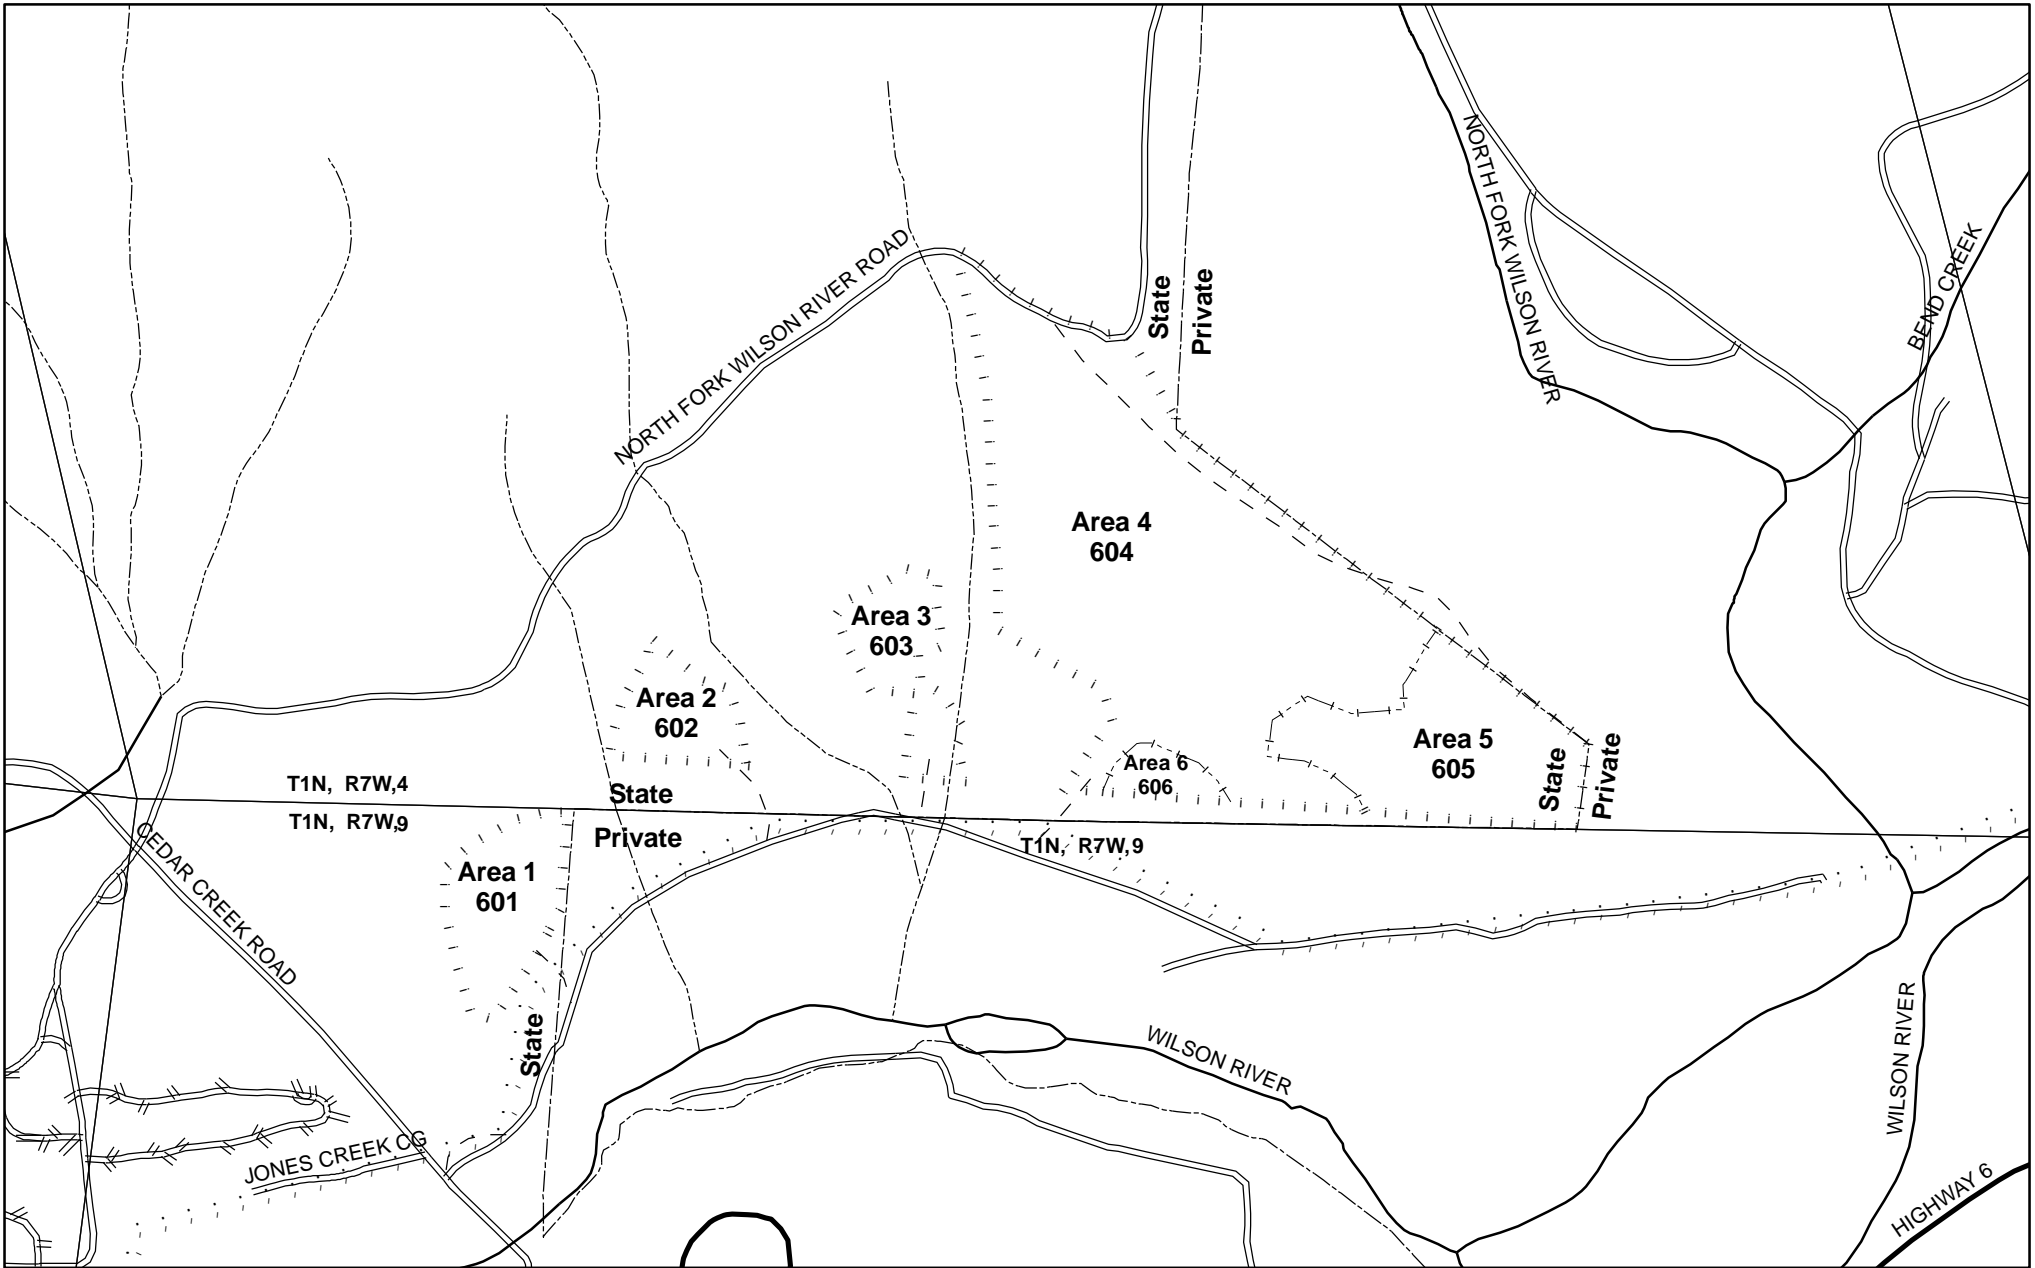 NORTH FORK WILSON RIVER
NORTH FORK WILSON RIVER ROAD
BEND CREEK
State
Private
Area 4
604
Area 3
603
Area 2
602
Area 5
605
Area 6
606
State
Private
T1N, R7W,4
State
T1N, R7W,9
Private
T1N, R7W,9
CEDAR CREEK ROAD
Area 1
601
State
WILSON RIVER
WILSON RIVER
JONES CREEK CG
HIGHWAY 6